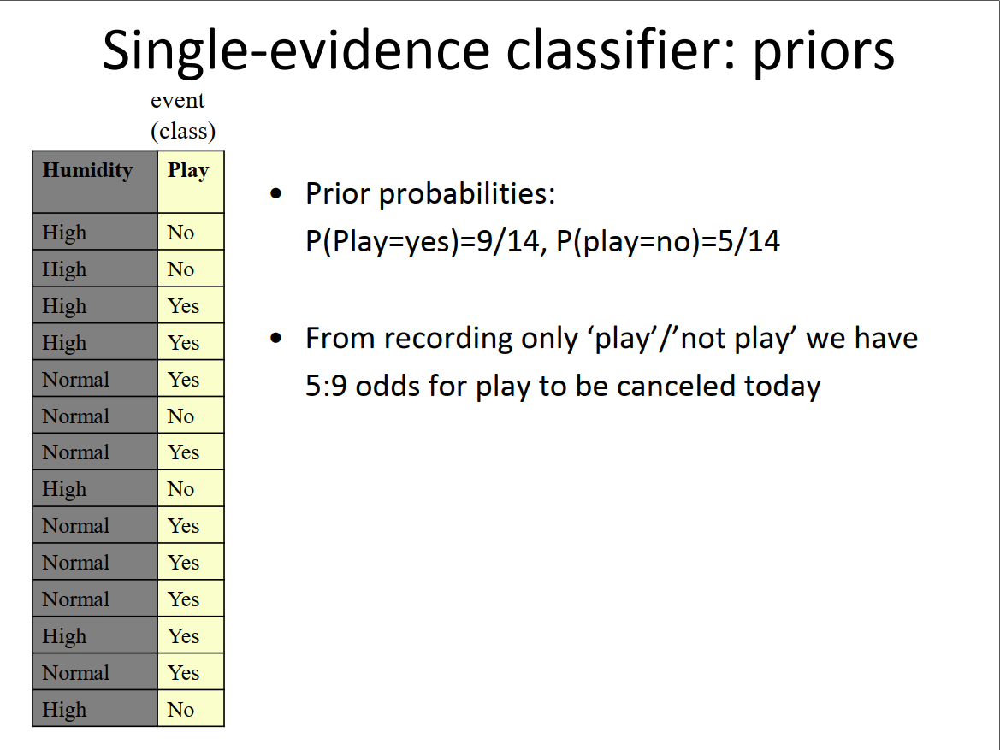 Single-evidence classifier: priors
event
(class)
Humidity Play
High No
High No
High Yes
High Yes
Normal Yes
Normal No
Normal Yes
High No
Normal Yes
Normal Yes
Normal Yes
High Yes
Normal Yes
High No
• Prior probabilities:
P(Play=yes)=9/14, P(play=no)=5/14
• From recording only ‘play’/’not play’ we have
5:9 odds for play to be canceled today